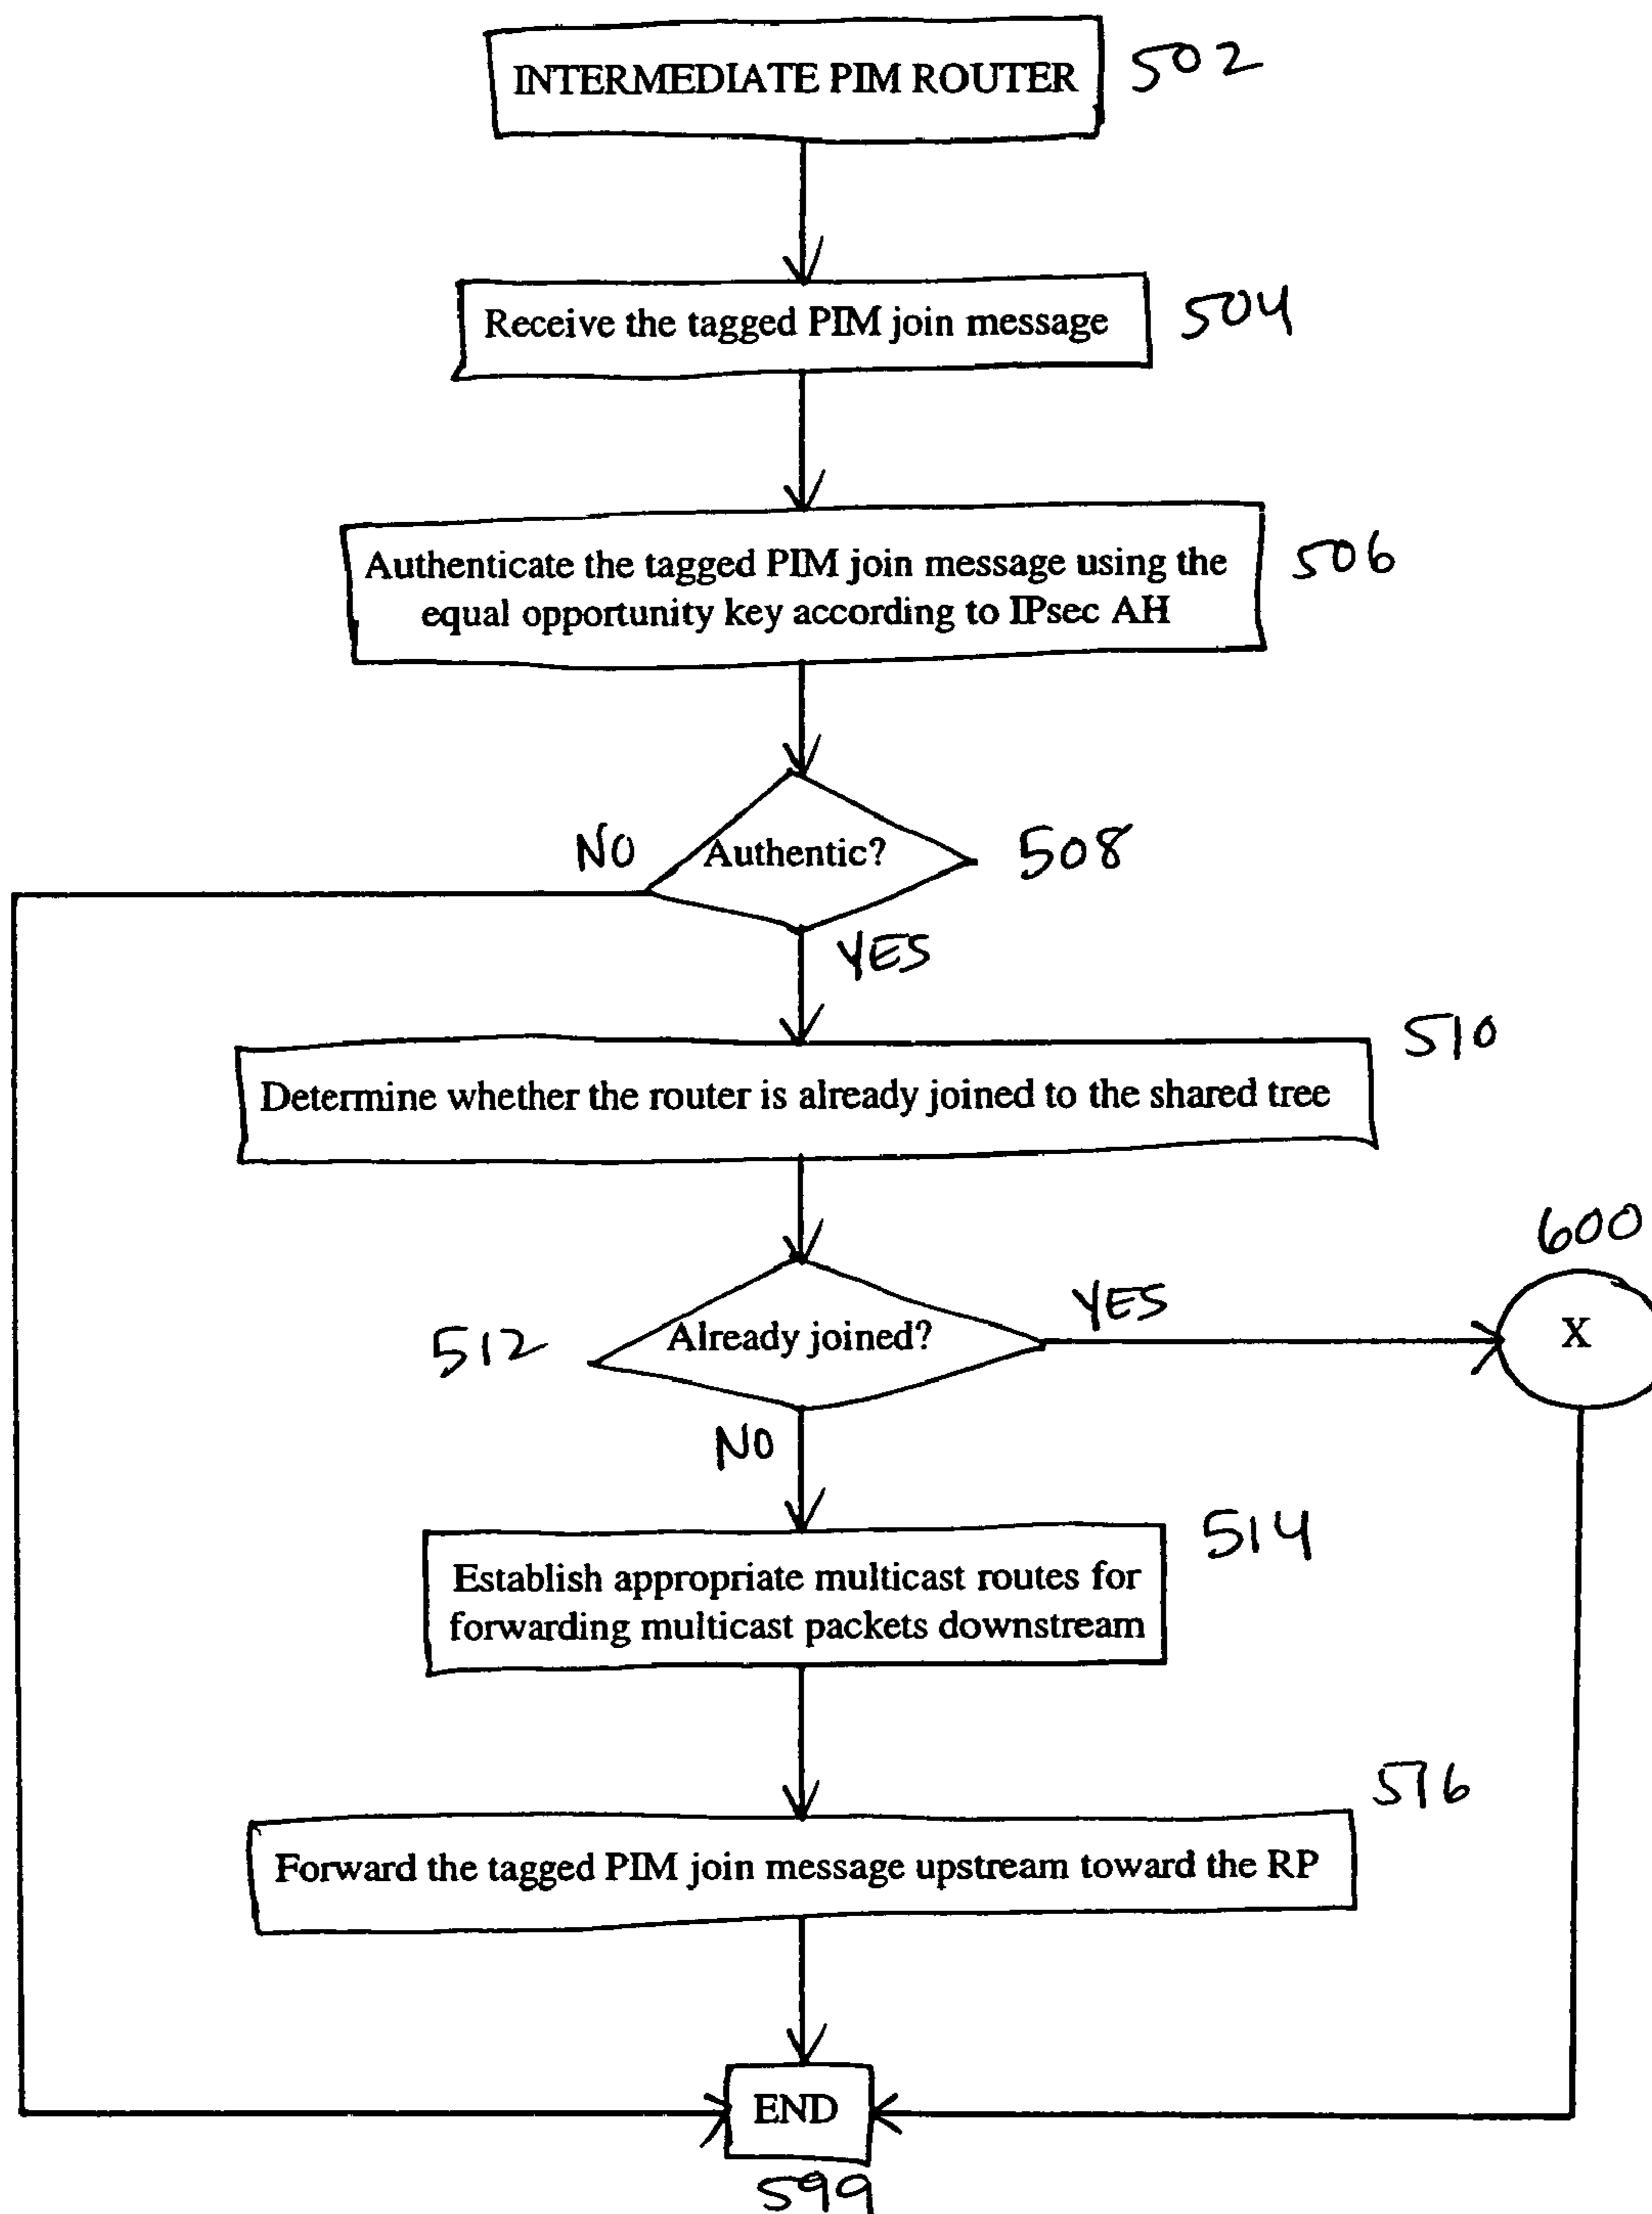 INTERMEDIATE PIM ROUTER 502
Receive the tagged PIM join message 504
Authenticate the tagged PIM join message using the 506
equal opportunity key according to IPsec AH
NO Authentic? 508
YES
510
Determine whether the router is already joined to the shared tree
600
512 Already joined? YES X
NO
514
Establish appropriate multicast routes for
forwarding multicast packets downstream
516
Forward the tagged PIM join message upstream toward the RP
END
599